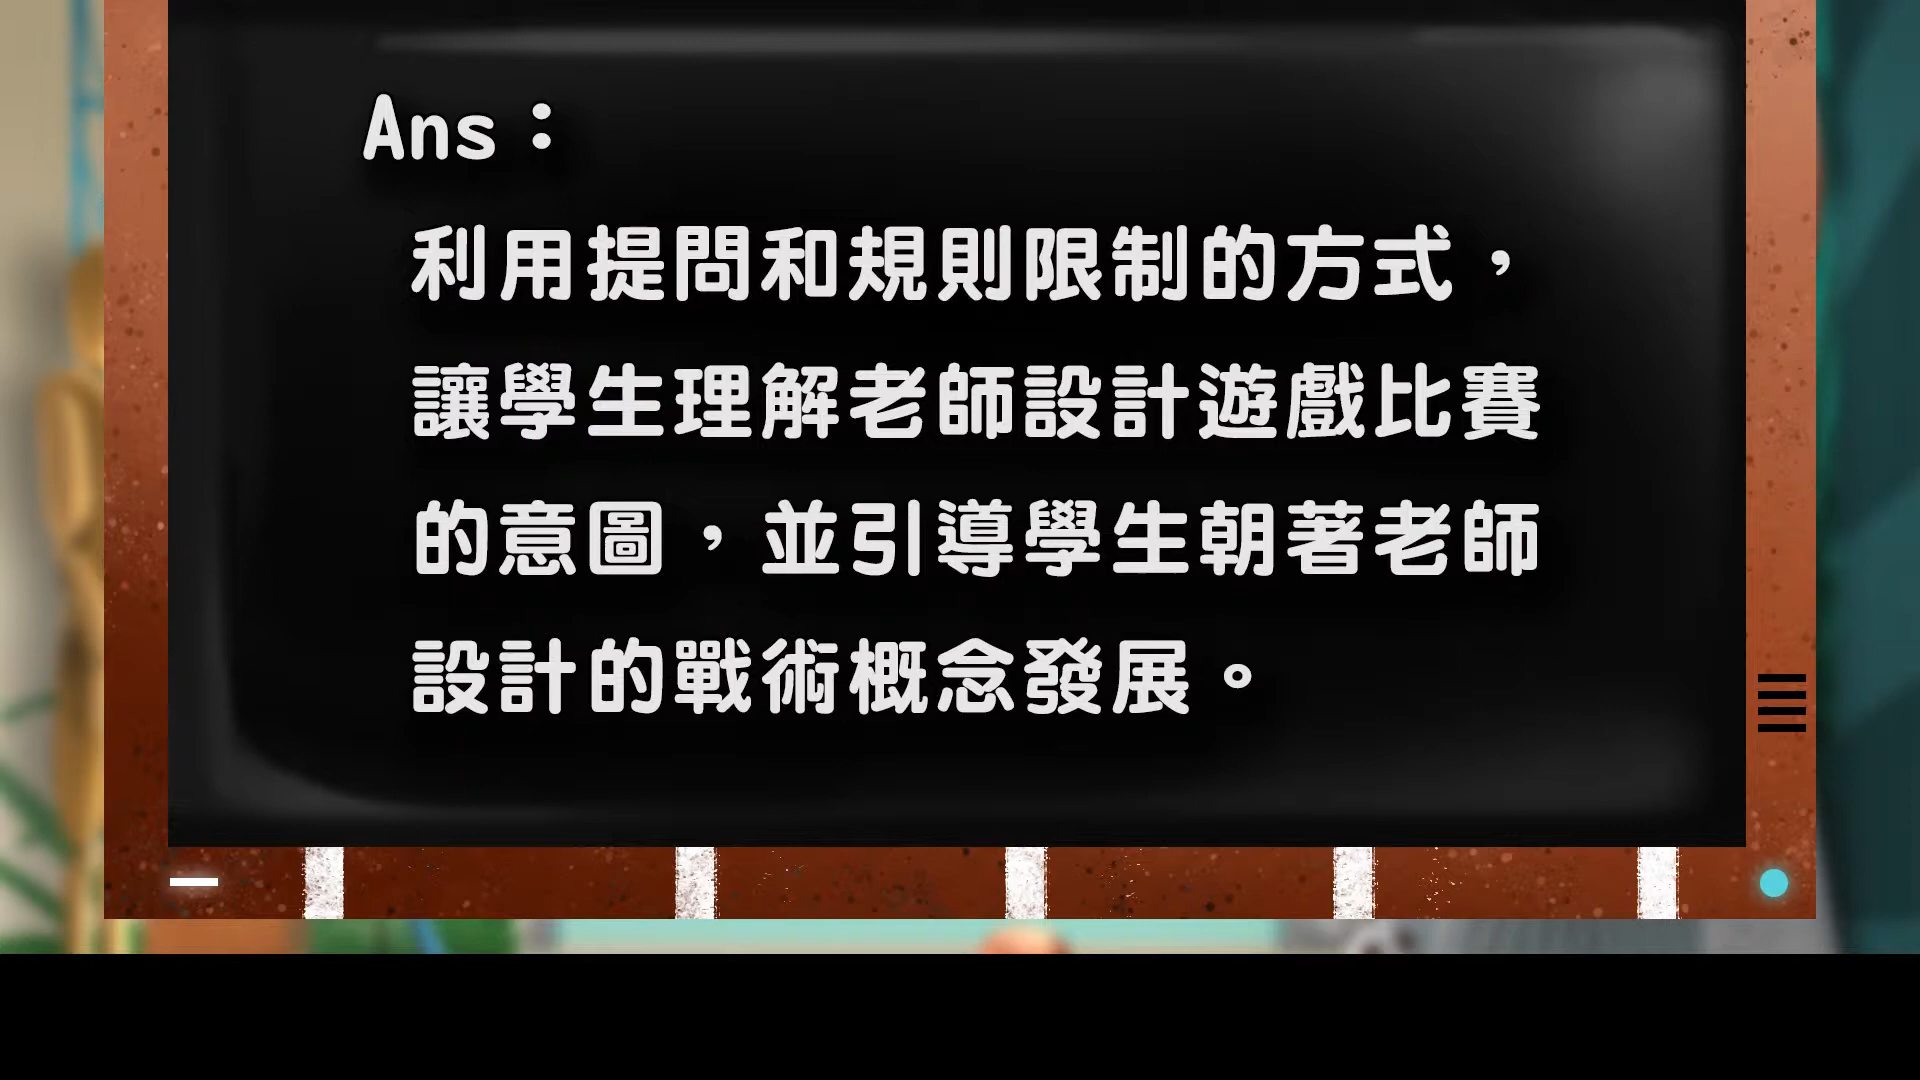 Ans：
利用提問和規則限制的方式，
讓學生理解老師設計遊戲比賽
的意圖，並引導學生朝著老師
設計的戰術概念發展。